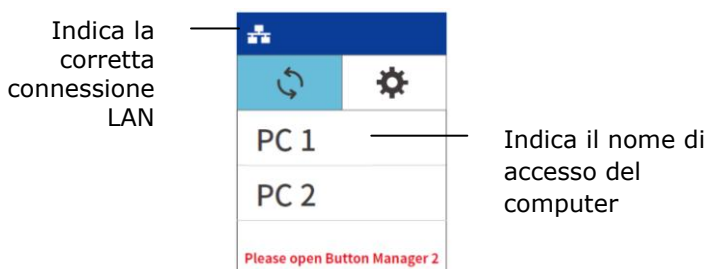 Indica la
corretta
connessione
LAN
PC 1
PC 2
Please open Button Manager 2
Indica il nome di
accesso del
computer